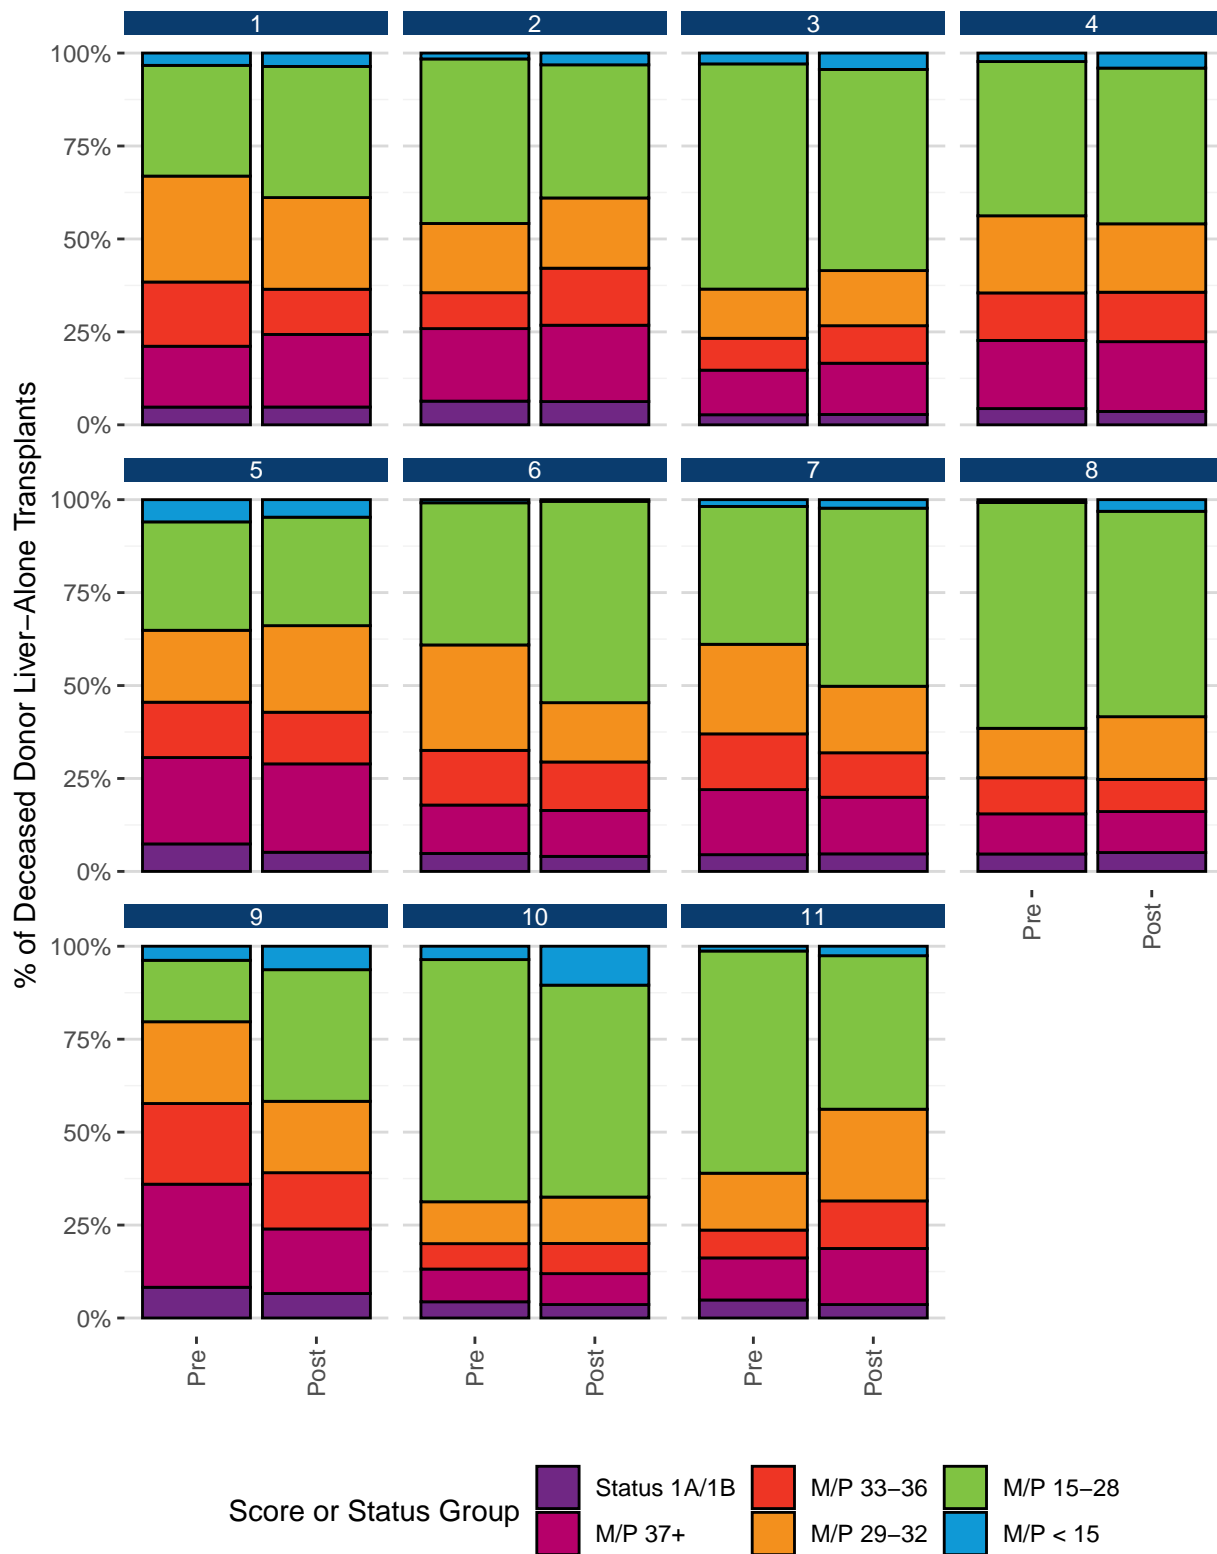 1 2 3 4
100%
75%
50%
25%
0%
5 6 7 8
100%
75%
50%
25%
0%
Pre Post
9 10 11
100%
75%
50%
25%
0%
Pre Post Pre Post Pre Post
% of Deceased Donor Liver−Alone Transplants
Score or Status Group
Status 1A/1B M/P 33−36 M/P 15−28
M/P 37+ M/P 29−32 M/P < 15